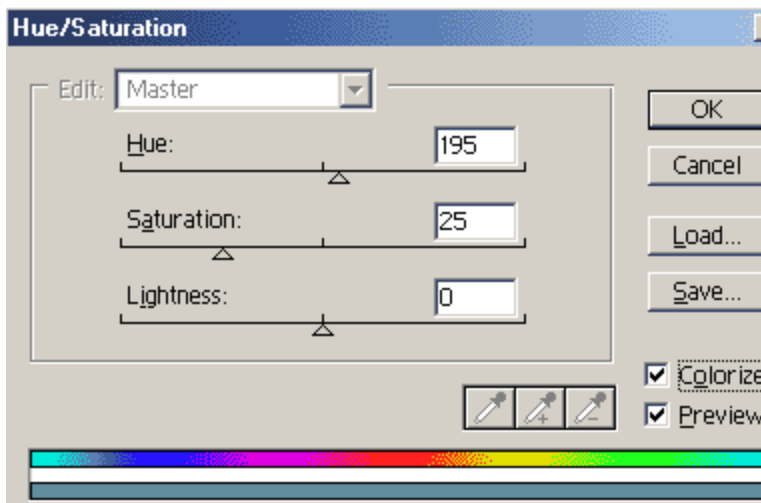 Hue/Saturation
Edit: Master
OK
Hue: 195
Cancel
Saturation: 25
Load...
Lightness: 0
Save...
Colorize
Preview